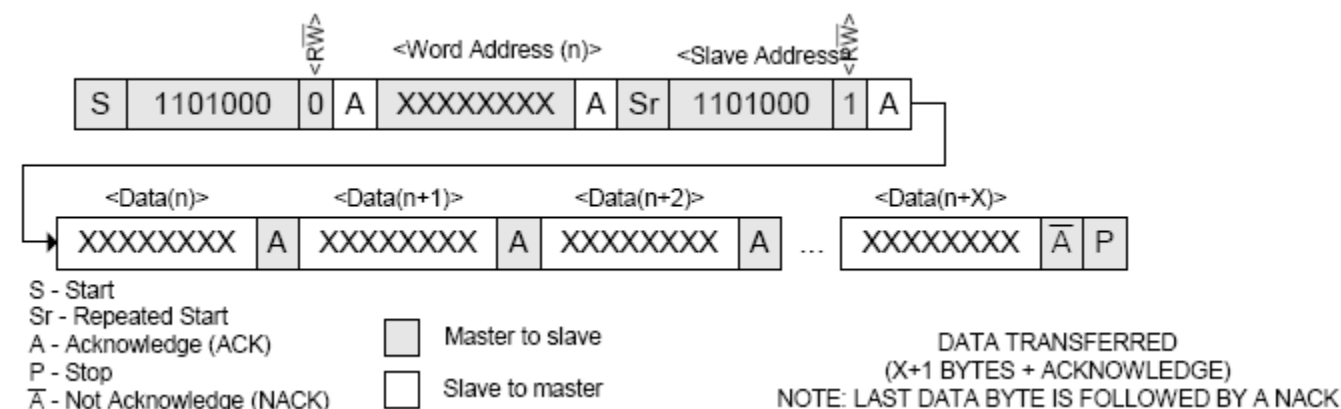 <RW̅> <Word Address (n)> <Slave Address> <RW̅>
S 1101000 0 A XXXXXXXX A Sr 1101000 1 A
<Data(n)> <Data(n+1)> <Data(n+2)> <Data(n+X)>
XXXXXXXX A XXXXXXXX A XXXXXXXX A ... XXXXXXXX A̅ P
S - Start
Sr - Repeated Start
A - Acknowledge (ACK)
P - Stop
A̅ - Not Acknowledge (NACK)
Master to slave
Slave to master
DATA TRANSFERRED
(X+1 BYTES + ACKNOWLEDGE)
NOTE: LAST DATA BYTE IS FOLLOWED BY A NACK